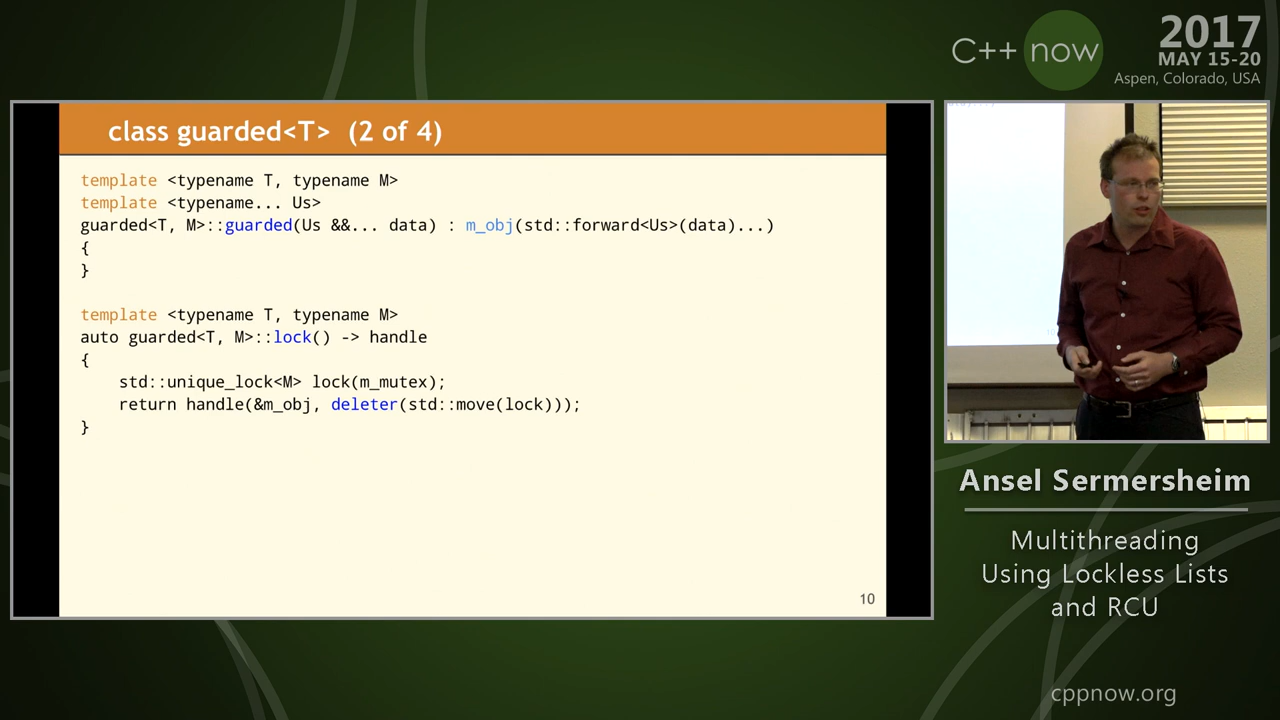 C++ now
2017
MAY 15-20
Aspen, Colorado, USA
class guarded<T> (2 of 4)
template <typename T, typename M>
template <typename... Us>
guarded<T, M>::guarded(Us &&... data) : m_obj(std::forward<Us>(data)...)
{
}
template <typename T, typename M>
auto guarded<T, M>::lock() -> handle
{
    std::unique_lock<M> lock(m_mutex);
    return handle(&m_obj, deleter(std::move(lock)));
}
10
Ansel Sermersheim
Multithreading
Using Lockless Lists
and RCU
cppnow.org